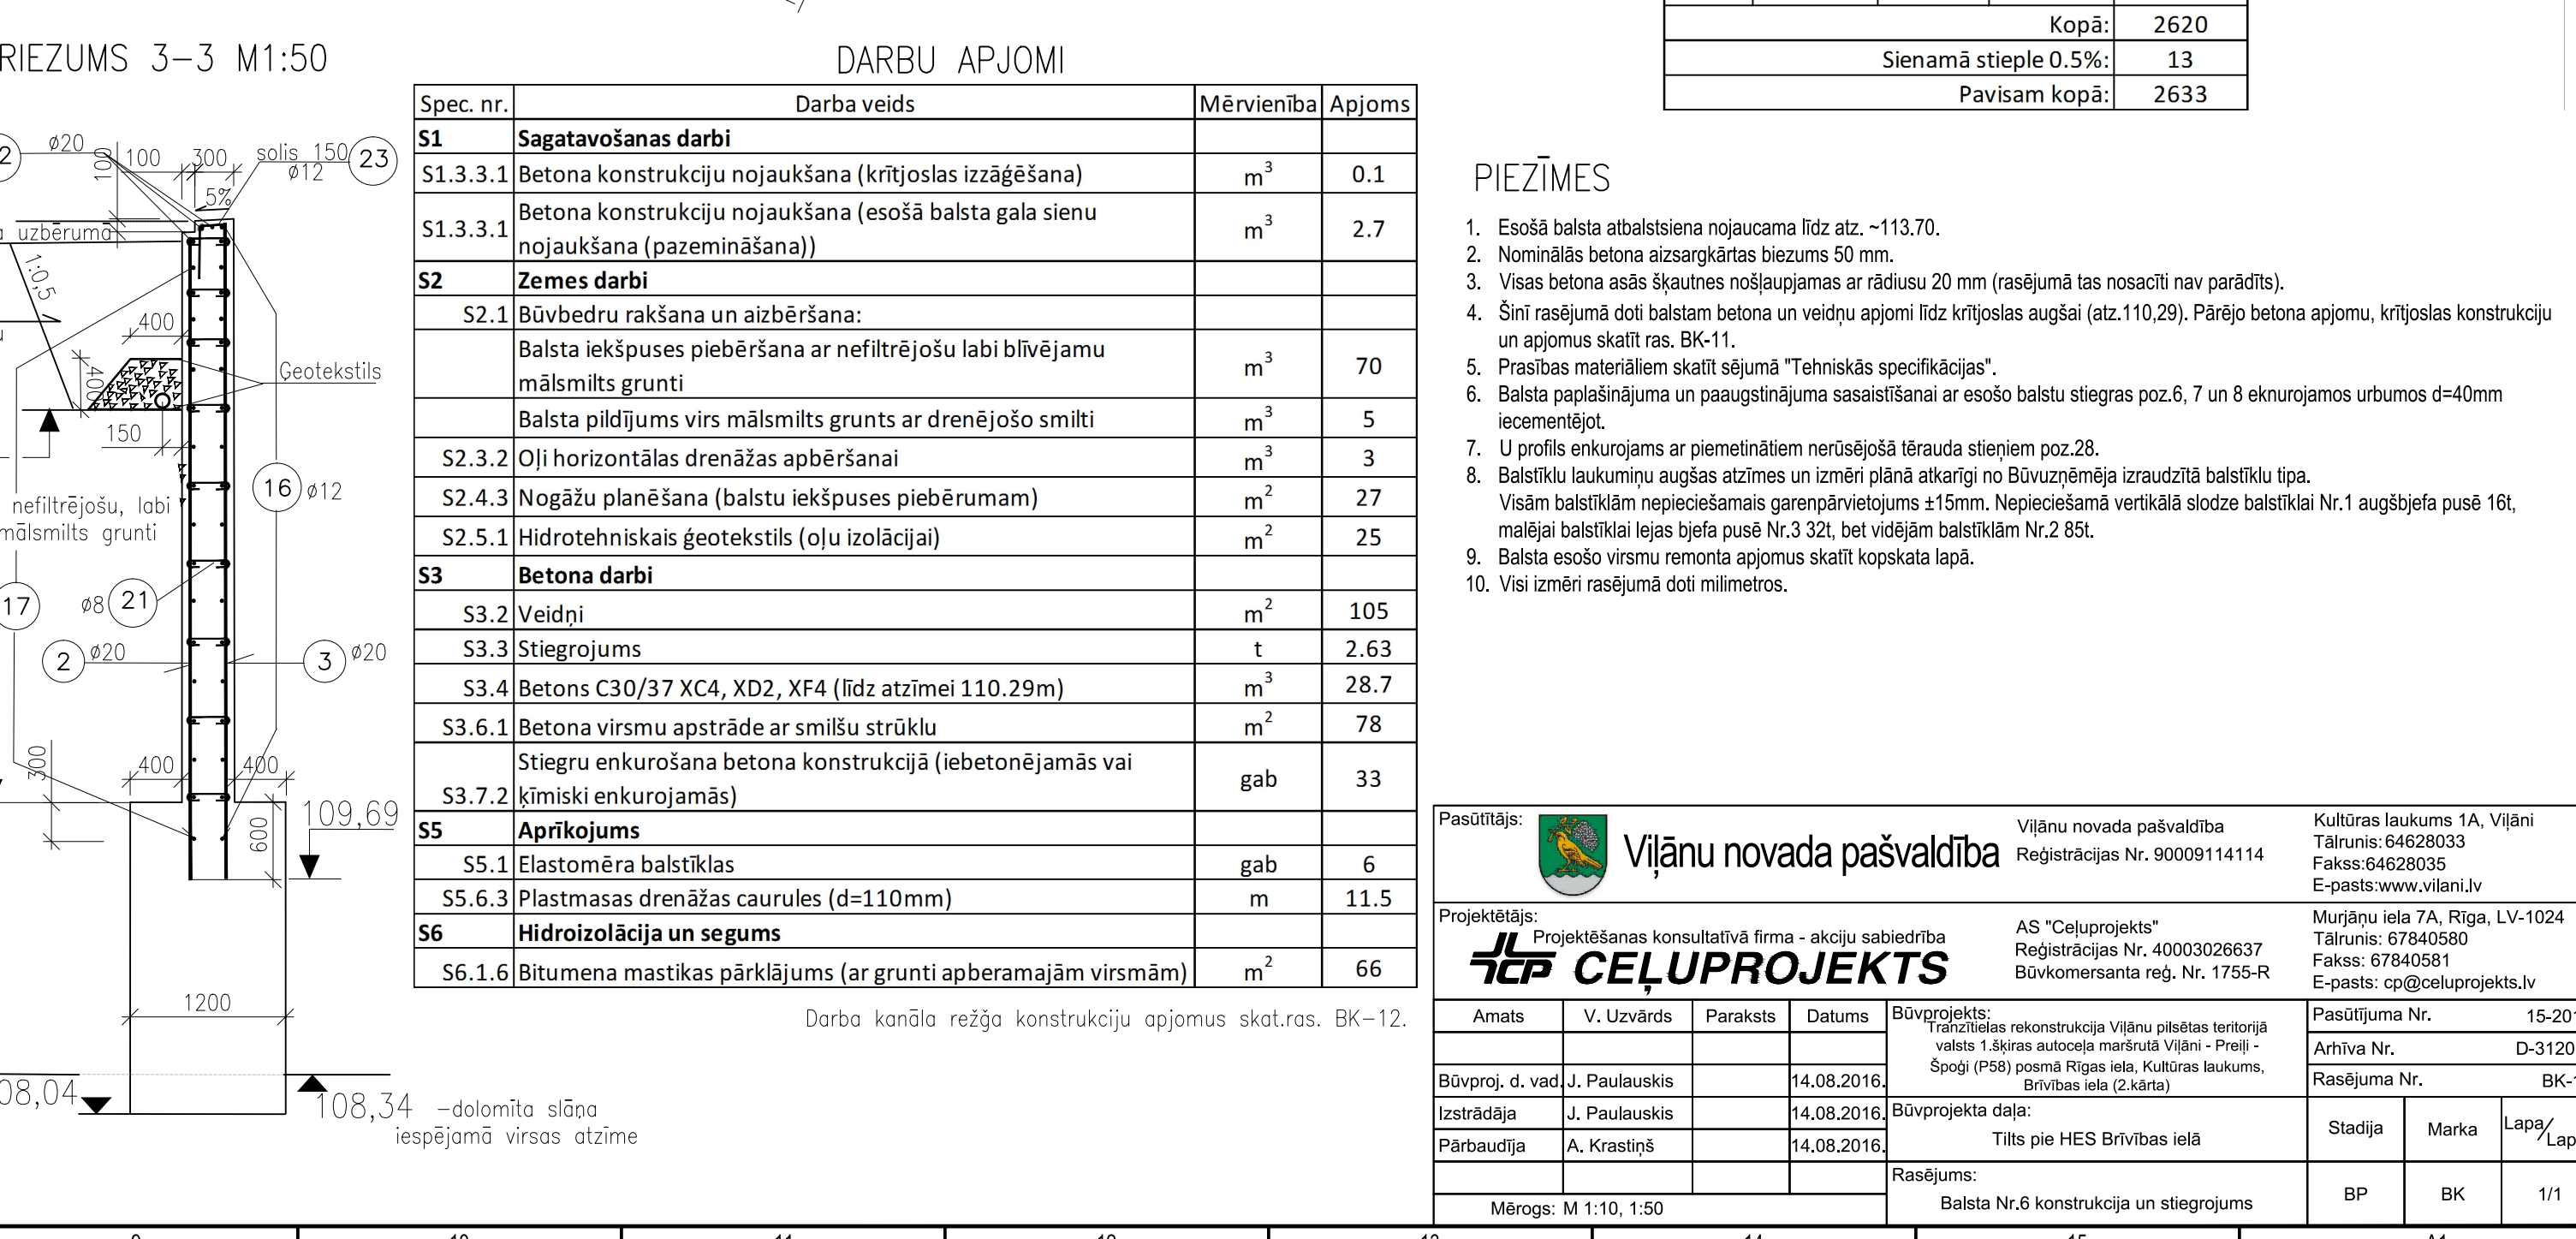 RIEZUMS 3-3 M1:50
2
ø20
100
100
300
solis 150
ø12
23
5%
uzbērumā
1:0,5
400
400
Ģeotekstils
150
16 ø12
nefiltrējošu, labi
mālsmilts grunti
17
ø8 21
2 ø20
3 ø20
300
400
400
109,69
600
1200
08,04
108,34 -dolomīta slāņa
iespējamā virsas atzīme
DARBU APJOMI
Spec. nr. Darba veids Mērvienība Apjoms
S1 Sagatavošanas darbi
S1.3.3.1 Betona konstrukciju nojaukšana (krītjoslas izzāģēšana) m³ 0.1
Betona konstrukciju nojaukšana (esošā balsta gala sienu
S1.3.3.1 nojaukšana (pazemināšana)) m³ 2.7
S2 Zemes darbi
S2.1 Būvbedru rakšana un aizbēršana:
Balsta iekšpuses piebēršana ar nefiltrējošu labi blīvējamu
mālsmilts grunti m³ 70
Balsta pildījums virs mālsmilts grunts ar drenējošo smilti m³ 5
S2.3.2 Oļi horizontālas drenāžas apbēršanai m³ 3
S2.4.3 Nogāžu planēšana (balstu iekšpuses piebērumam) m² 27
S2.5.1 Hidrotehniskais ģeotekstils (oļu izolācijai) m² 25
S3 Betona darbi
S3.2 Veidņi m² 105
S3.3 Stiegrojums t 2.63
S3.4 Betons C30/37 XC4, XD2, XF4 (līdz atzīmei 110.29m) m³ 28.7
S3.6.1 Betona virsmu apstrāde ar smilšu strūklu m² 78
Stiegru enkurošana betona konstrukcijā (iebetonējamās vai
S3.7.2 ķīmiski enkurojamās) gab 33
S5 Aprīkojums
S5.1 Elastomēra balstīklas gab 6
S5.6.3 Plastmasas drenāžas caurules (d=110mm) m 11.5
S6 Hidroizolācija un segums
S6.1.6 Bitumena mastikas pārklājums (ar grunti apberamajām virsmām) m² 66
Darba kanāla režģa konstrukciju apjomus skat.ras. BK-12.
Kopā: 2620
Sienamā stieple 0.5%: 13
Pavisam kopā: 2633
PIEZĪMES
1. Esošā balsta atbalstsiena nojaucama līdz atz. ~113.70.
2. Nominālās betona aizsargkārtas biezums 50 mm.
3. Visas betona asās šķautnes nošļaupjamas ar rādiusu 20 mm (rasējumā tas nosacīti nav parādīts).
4. Šinī rasējumā doti balstam betona un veidņu apjomi līdz krītjoslas augšai (atz.110,29). Pārējo betona apjomu, krītjoslas konstrukciju
un apjomus skatīt ras. BK-11.
5. Prasības materiāliem skatīt sējumā "Tehniskās specifikācijas".
6. Balsta paplašinājuma un paaugstinājuma sasaistīšanai ar esošo balstu stiegras poz.6, 7 un 8 eknurojamos urbumos d=40mm
iecementējot.
7. U profils enkurojams ar piemetinātiem nerūsējošā tērauda stieņiem poz.28.
8. Balstīklu laukumiņu augšas atzīmes un izmēri plānā atkarīgi no Būvuzņēmēja izraudzītā balstīklu tipa.
Visām balstīklām nepieciešamais garenpārvietojums ±15mm. Nepieciešamā vertikālā slodze balstīklai Nr.1 augšbjefa pusē 16t,
malējai balstīklai lejas bjefa pusē Nr.3 32t, bet vidējām balstīklām Nr.2 85t.
9. Balsta esošo virsmu remonta apjomus skatīt kopskata lapā.
10. Visi izmēri rasējumā doti milimetros.
Pasūtītājs:
Viļānu novada pašvaldība
Viļānu novada pašvaldība
Reģistrācijas Nr. 90009114114
Kultūras laukums 1A, Viļāni
Tālrunis:64628033
Fakss:64628035
E-pasts:www.vilani.lv
Projektētājs:
Projektēšanas konsultatīvā firma - akciju sabiedrība
CP CEĻUPROJEKTS
AS "Ceļuprojekts"
Reģistrācijas Nr. 40003026637
Būvkomersanta reģ. Nr. 1755-R
Murjāņu iela 7A, Rīga, LV-1024
Tālrunis: 67840580
Fakss: 67840581
E-pasts: cp@celuprojekts.lv
Amats V. Uzvārds Paraksts Datums
Būvproj. d. vad. J. Paulauskis 14.08.2016.
Izstrādāja J. Paulauskis 14.08.2016.
Pārbaudīja A. Krastiņš 14.08.2016.
Mērogs: M 1:10, 1:50
Būvprojekts:
Tranzītielas rekonstrukcija Viļānu pilsētas teritorijā
valsts 1.šķiras autoceļa maršrutā Viļāni - Preiļi -
Špoģi (P58) posmā Rīgas iela, Kultūras laukums,
Brīvības iela (2.kārta)
Būvprojekta daļa:
Tilts pie HES Brīvības ielā
Rasējums:
Balsta Nr.6 konstrukcija un stiegrojums
Pasūtījuma Nr. 15-201
Arhīva Nr. D-3120
Rasējuma Nr. BK-
Stadija Marka Lapa/Lap
BP BK 1/1